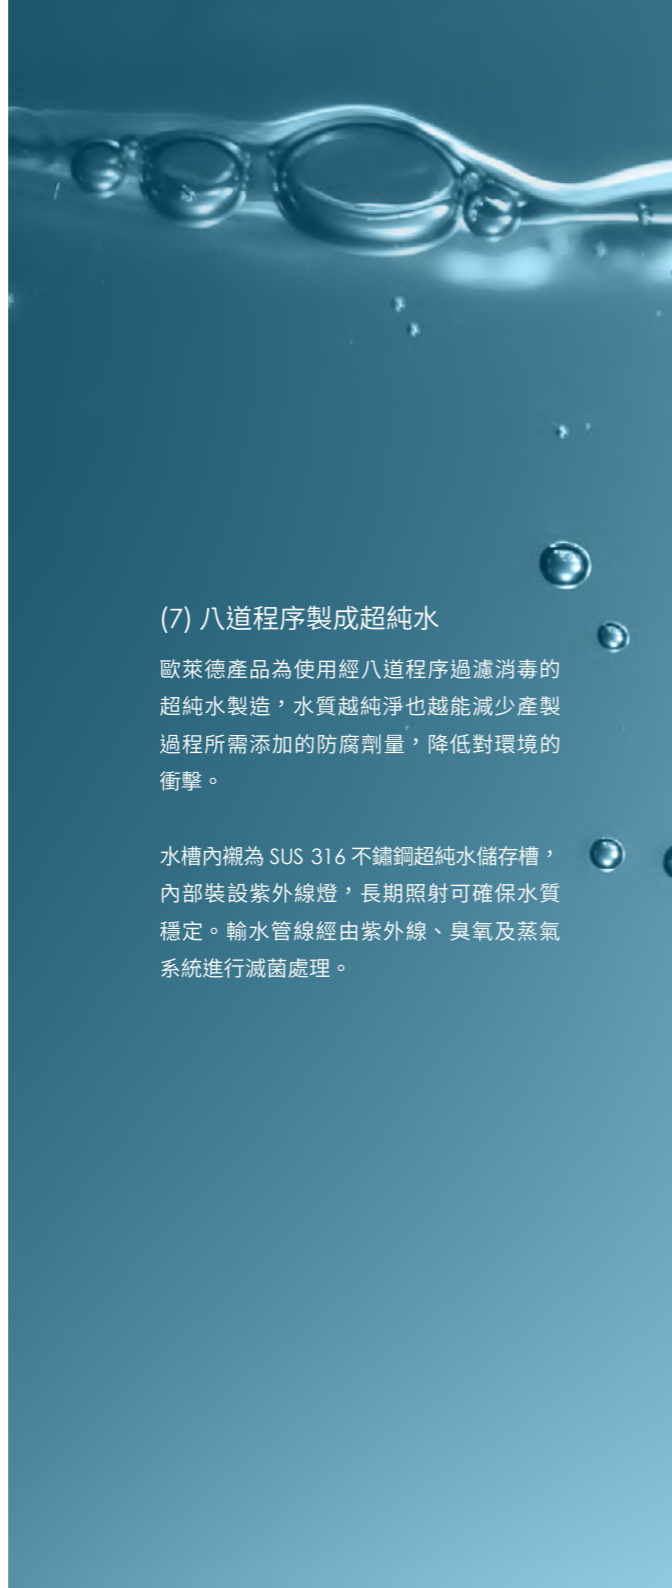 (7) 八道程序製成超純水
歐萊德產品為使用經八道程序過濾消毒的
超純水製造，水質越純淨也越能減少產製
過程所需添加的防腐劑量，降低對環境的
衝擊。
水槽內襯為 SUS 316 不鏽鋼超純水儲存槽，
內部裝設紫外線燈，長期照射可確保水質
穩定。輸水管線經由紫外線、臭氧及蒸氣
系統進行滅菌處理。